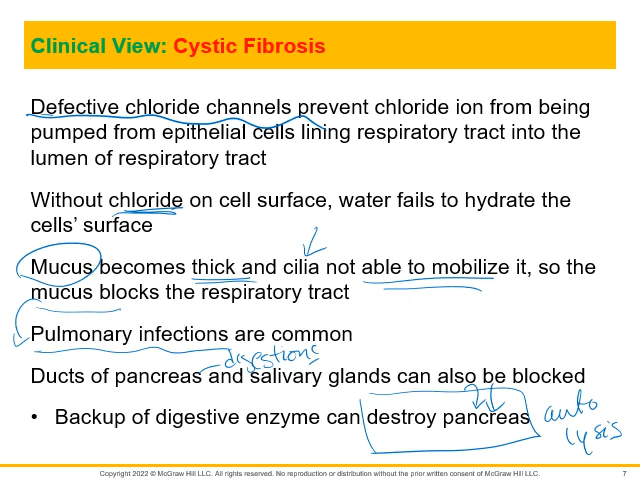 Clinical View: Cystic Fibrosis
Defective chloride channels prevent chloride ion from being
pumped from epithelial cells lining respiratory tract into the
lumen of respiratory tract
Without chloride on cell surface, water fails to hydrate the
cells' surface
Mucus becomes thick and cilia not able to mobilize it, so the
mucus blocks the respiratory tract
Pulmonary infections are common
digestions
Ducts of pancreas and salivary glands can also be blocked
• Backup of digestive enzyme can destroy pancreas
auto
lysis
Copyright 2022 © McGraw Hill LLC. All rights reserved. No reproduction or distribution without the prior written consent of McGraw Hill LLC.
7